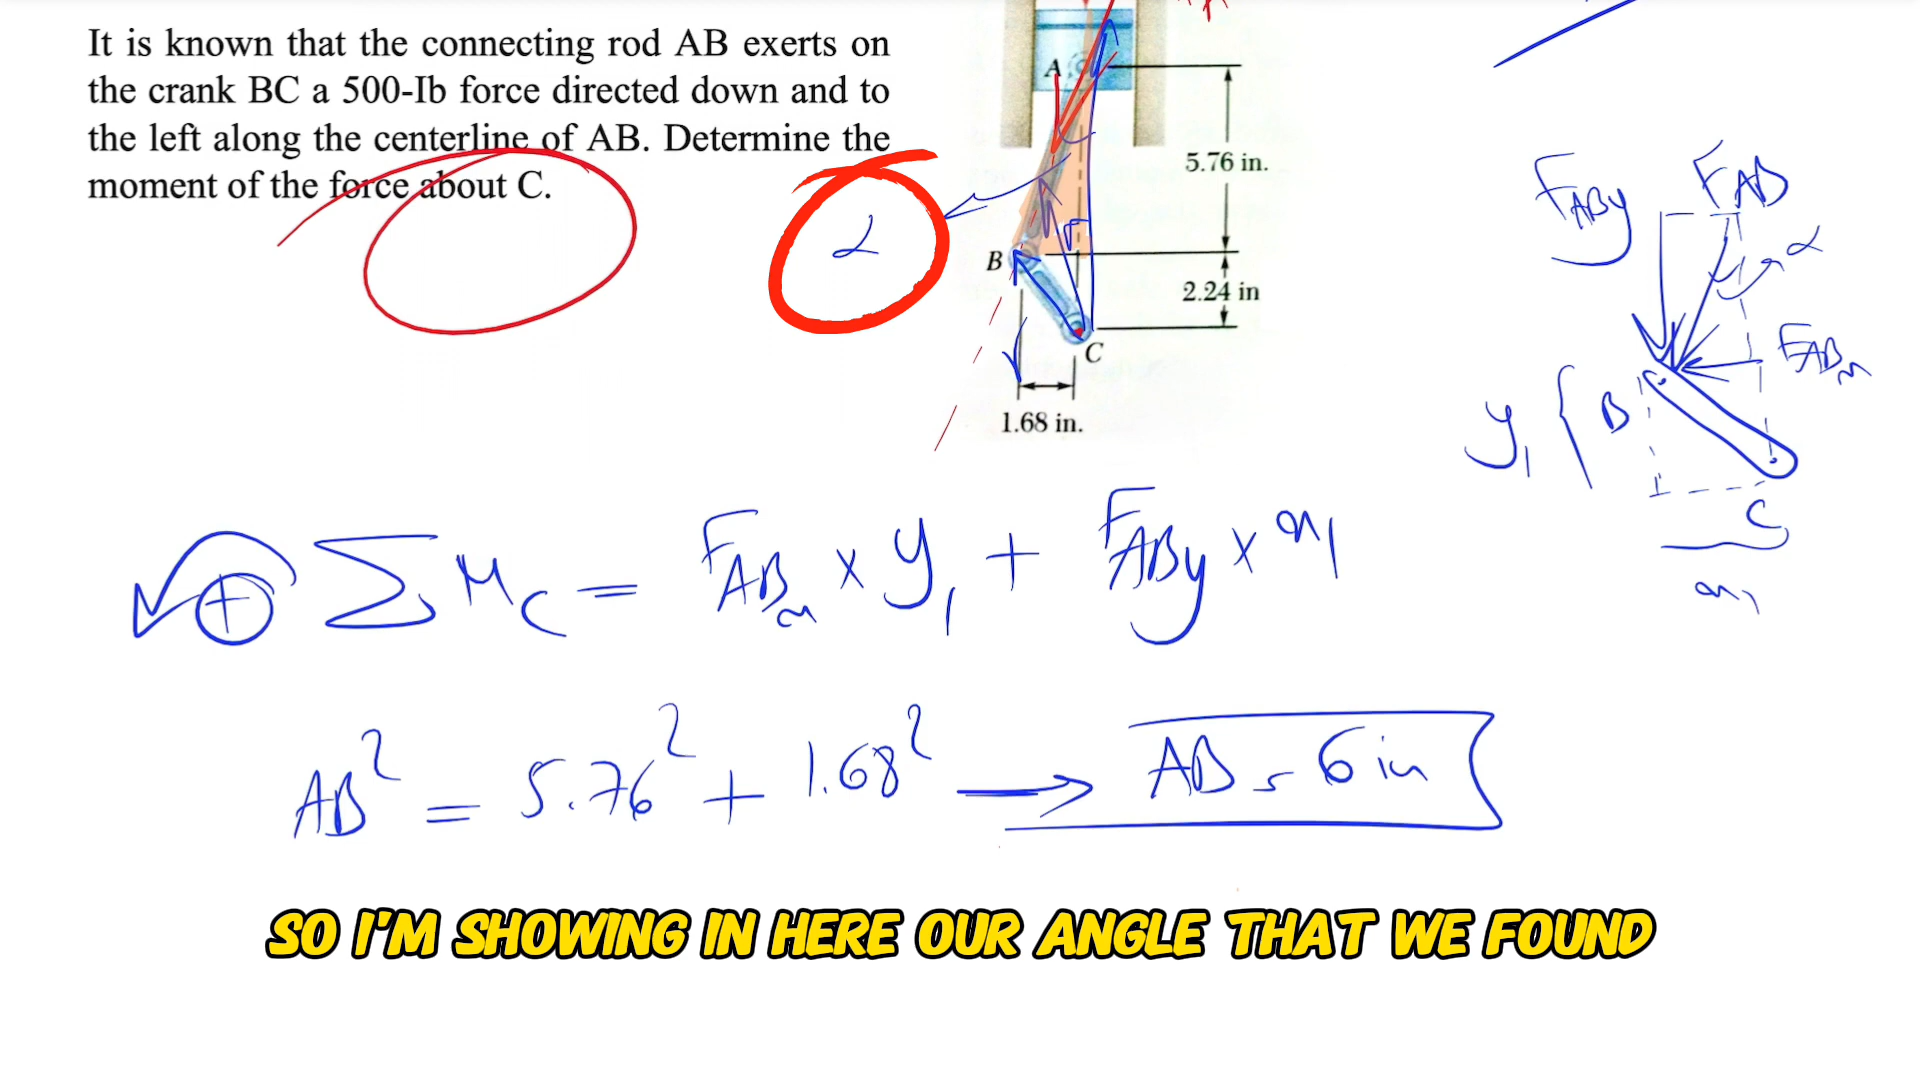 It is known that the connecting rod AB exerts on
the crank BC a 500-Ib force directed down and to
the left along the centerline of AB. Determine the
moment of the force about C.
A
5.76 in.
B
2.24 in
C
1.68 in.
α
F_ABy F_AB
α
F_ABx
y₁ { B
C
x₁
+ Σ M_C = F_ABx × y₁ + F_ABy × x₁
AB² = 5.76² + 1.68² → AB = 6 in
SO I'M SHOWING IN HERE OUR ANGLE THAT WE FOUND